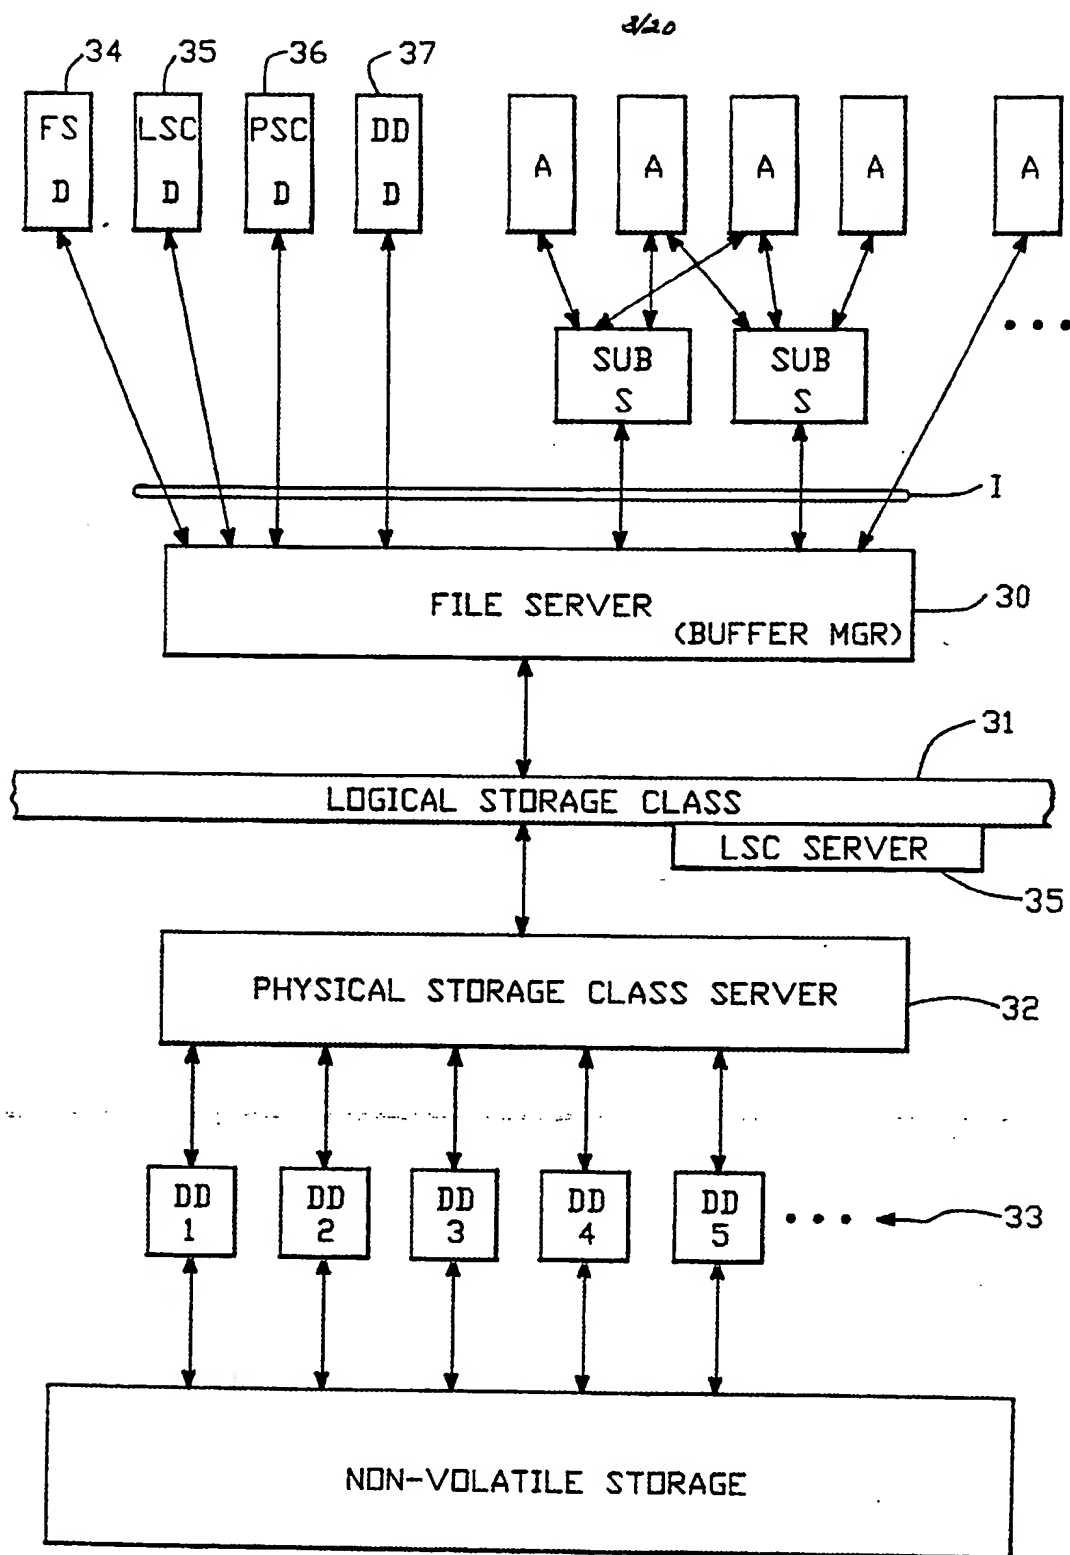 3/20
34 35 36 37
FS LSC PSC DD
D D D D
A A A A A
SUB SUB
S S
I
FILE SERVER
(BUFFER MGR)
30
31
LOGICAL STORAGE CLASS
LSC SERVER
35
PHYSICAL STORAGE CLASS SERVER
32
DD DD DD DD DD
1 2 3 4 5
33
NON-VOLATILE STORAGE